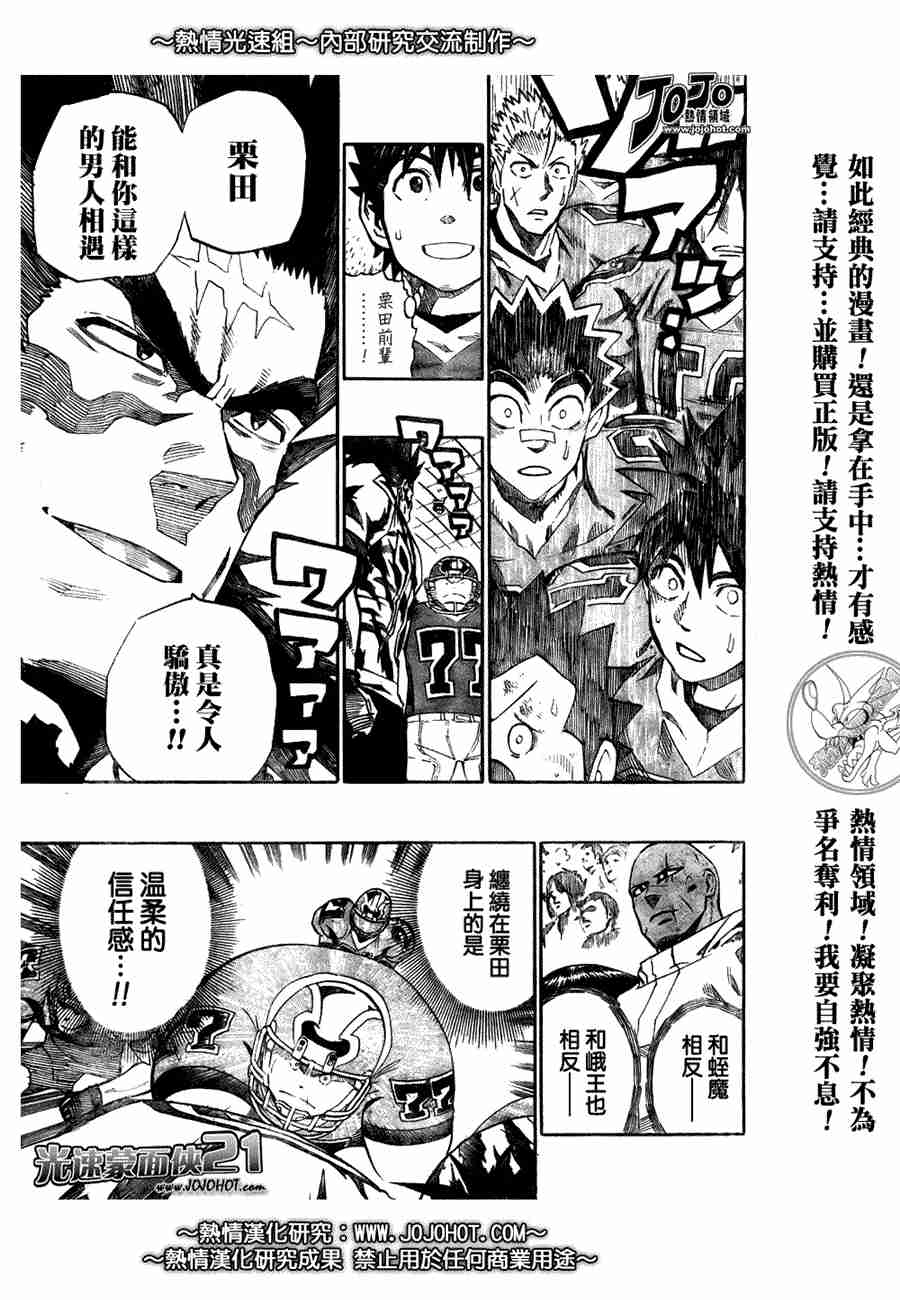 ～熱情光速組～內部研究交流制作～
JOJO
熱情領域
www.jojohot.com
ワァッ
⋯⋯⋯
栗田前輩
⋯⋯！
ワァァァ
77
栗田
能和你這樣
的男人相遇
ワァァァ
真是令人
驕傲⋯⋯!!
和蛭魔
相反——
和峨王也
相反——
纏繞在栗田
身上的是
溫柔的
信任感⋯⋯!!
7
77
光速蒙面俠21
www.JOJOHOT.com
如此經典的漫畫！還是拿在手中⋯才有感
覺⋯請支持⋯並購買正版！請支持熱情！
熱情領域！凝聚熱情！不為
爭名奪利！我要自強不息！
～熱情漢化研究：WWW.JOJOHOT.COM～
～熱情漢化研究成果 禁止用於任何商業用途～